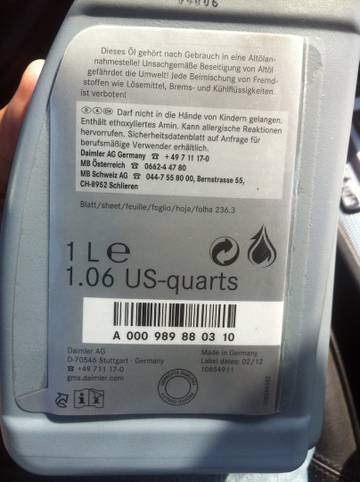 Dieses Öl gehört nach Gebrauch in eine Altölan-
nahmestelle! Unsachgemäße Beseitigung von Altöl
gefährdet die Umwelt! Jede Beimischung von Fremd-
stoffen wie Lösemittel, Brems- und Kühlflüssigkeiten
ist verboten!
Darf nicht in die Hände von Kindern gelangen.
Enthält ethoxyliertes Amin. Kann allergische Reaktionen
hervorrufen. Sicherheitsdatenblatt auf Anfrage für
berufsmäßige Verwender erhältlich.
Daimler AG Germany ☎ + 49 7 11 17-0
MB Österreich ☎ 0662-4 47 80
MB Schweiz AG ☎ 044-7 55 80 00, Bernstrasse 55,
CH-8952 Schlieren
Blatt/sheet/feuille/foglio/hoja/folha 236.3
1 L e
1.06 US-quarts
A 000 989 88 03 10
Daimler AG
D-70546 Stuttgart - Germany
☎ +49 711 17-0
gms.daimler.com
Made in Germany
Label dates: 02/12
10854911